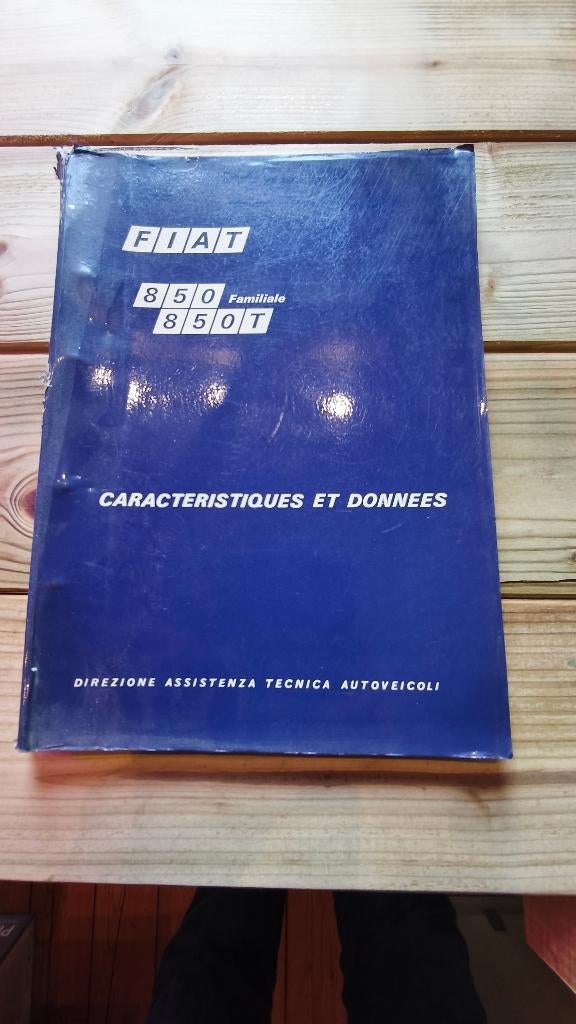 FIAT
850 Familiale
850T
CARACTERISTIQUES ET DONNEES
DIREZIONE ASSISTENZA TECNICA AUTOVEICOLI